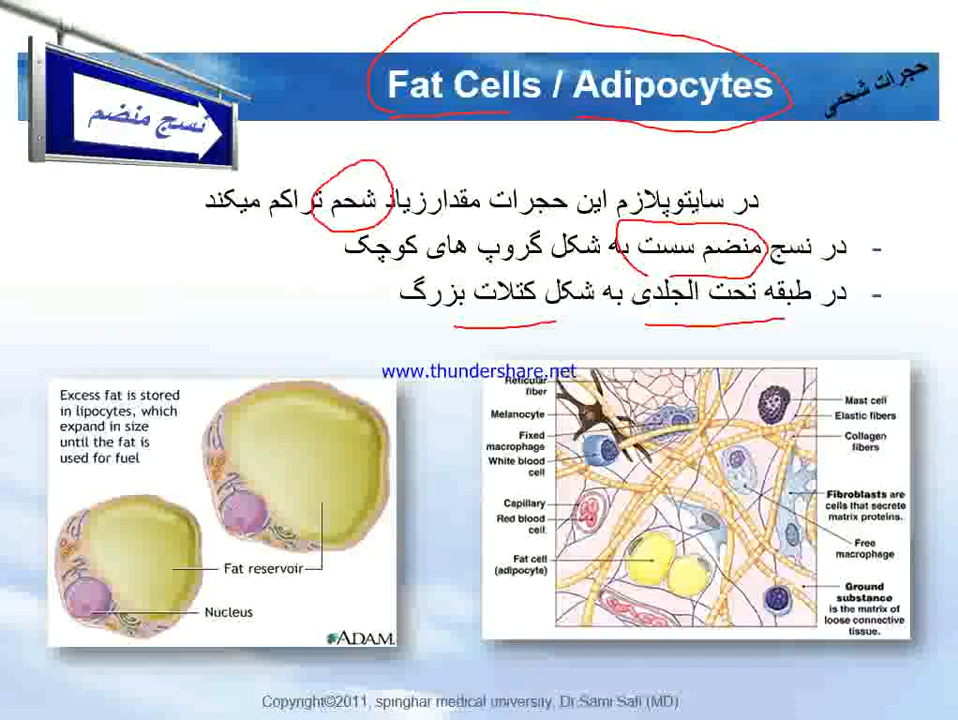 نسج منضم
Fat Cells / Adipocytes
حجرات شحمی
در سایتوپلازم این حجرات مقدارزیاد شحم تراکم میکند
- در نسج منضم سست به شکل گروپ های کوچک
- در طبقه تحت الجلدی به شکل کتلات بزرگ
www.thundershare.net
Excess fat is stored
in lipocytes, which
expand in size
until the fat is
used for fuel
Fat reservoir
Nucleus
ADAM.
Reticular
fiber
Melanocyte
Fixed
macrophage
White blood
cell
Capillary
Red blood
cell
Fat cell
(adipocyte)
Mast cell
Elastic fibers
Collagen
fibers
Fibroblasts are
cells that secrete
matrix proteins.
Free
macrophage
Ground
substance
is the matrix of
loose connective
tissue.
Copyright©2011, spinghar medical university, Dr.Sami Safi (MD)